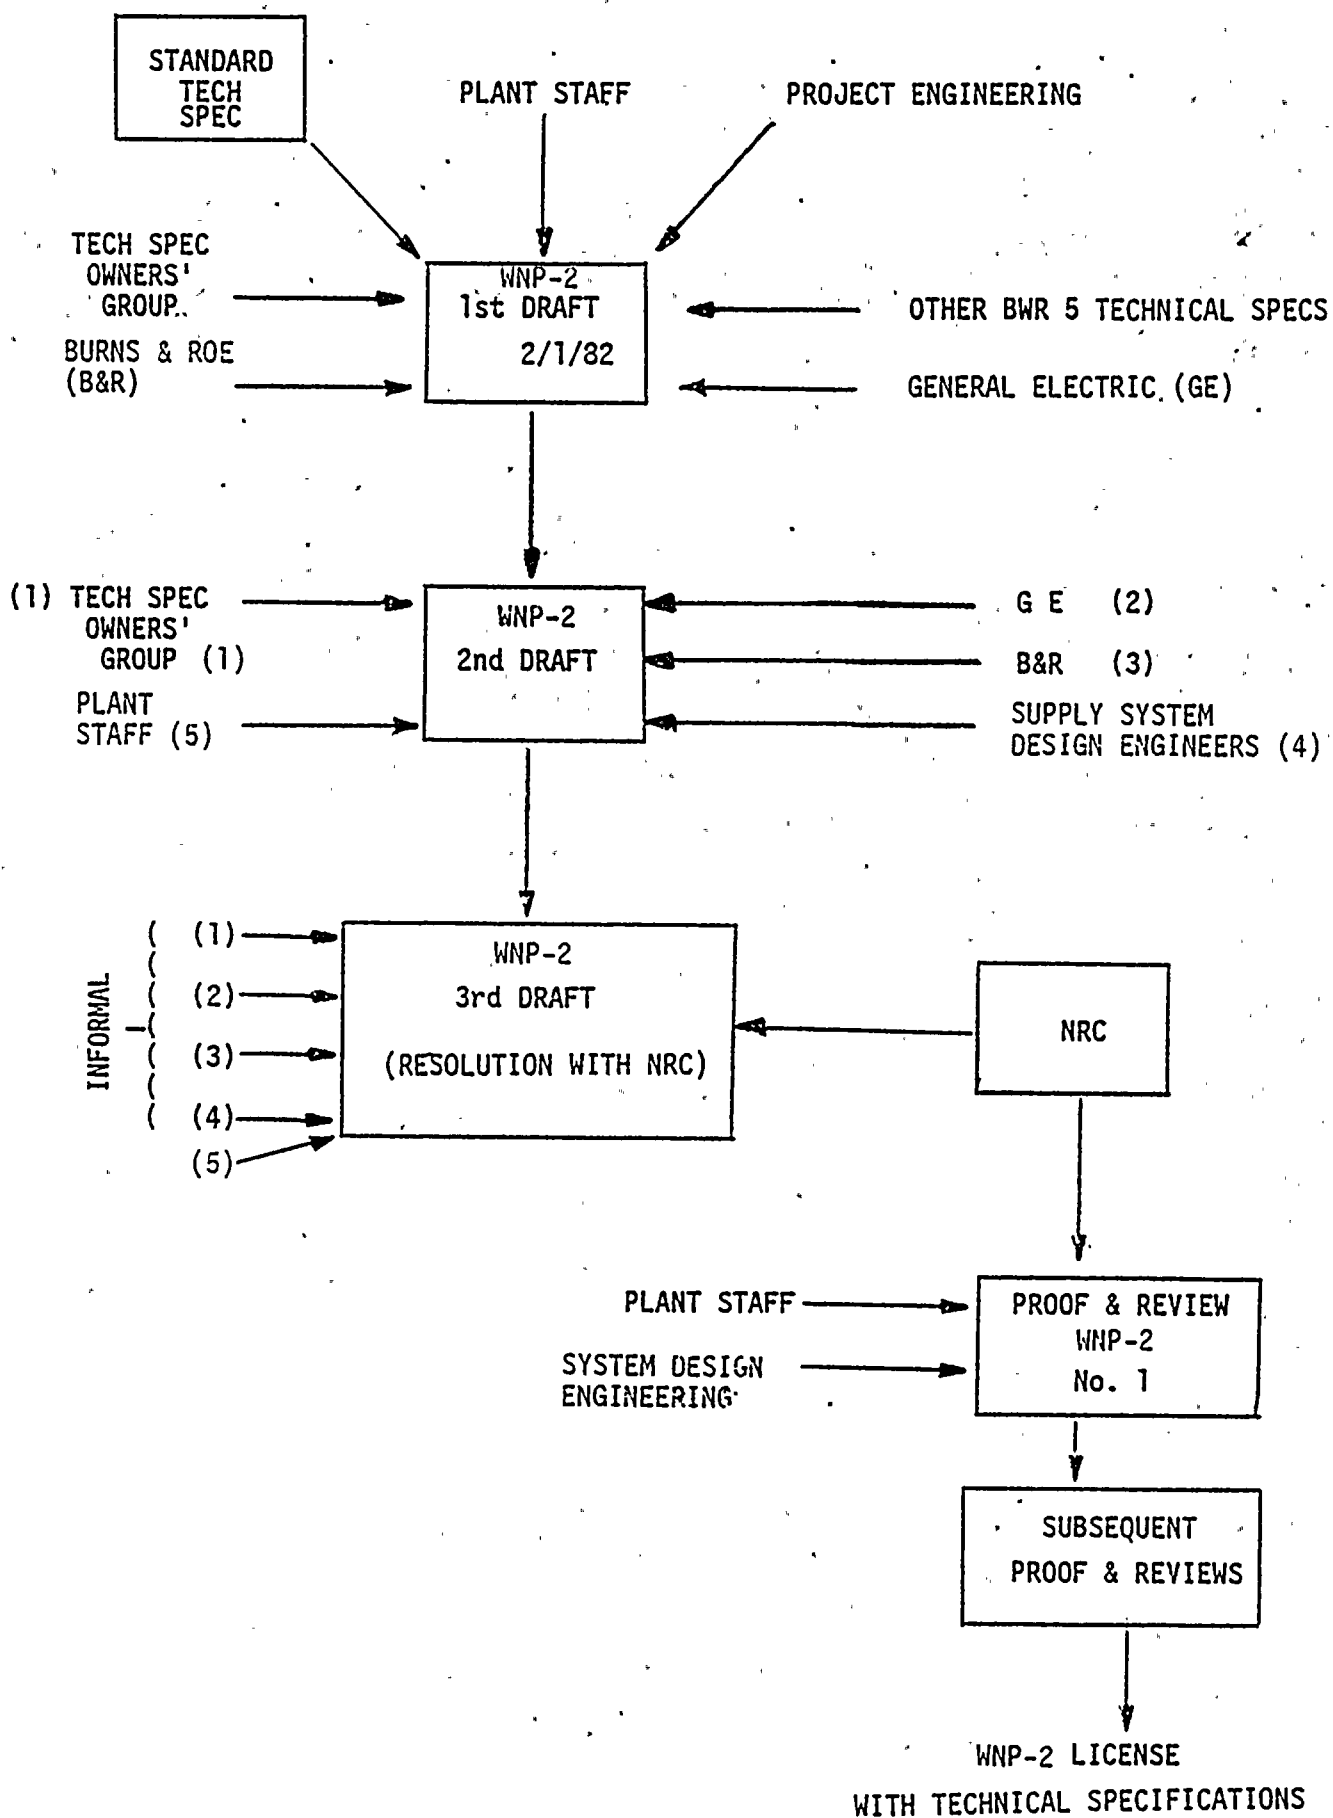 STANDARD
TECH
SPEC
PLANT STAFF
PROJECT ENGINEERING
TECH SPEC
OWNERS'
GROUP
WNP-2
1st DRAFT
2/1/82
OTHER BWR 5 TECHNICAL SPECS
BURNS & ROE
(B&R)
GENERAL ELECTRIC (GE)
(1) TECH SPEC
OWNERS'
GROUP (1)
PLANT
STAFF (5)
WNP-2
2nd DRAFT
G E (2)
B&R (3)
SUPPLY SYSTEM
DESIGN ENGINEERS (4)
INFORMAL
( (1)
(
( (2)
(
( (3)
(
( (4)
(5)
WNP-2
3rd DRAFT
(RESOLUTION WITH NRC)
NRC
PLANT STAFF
SYSTEM DESIGN
ENGINEERING
PROOF & REVIEW
WNP-2
No. 1
SUBSEQUENT
PROOF & REVIEWS
WNP-2 LICENSE
WITH TECHNICAL SPECIFICATIONS